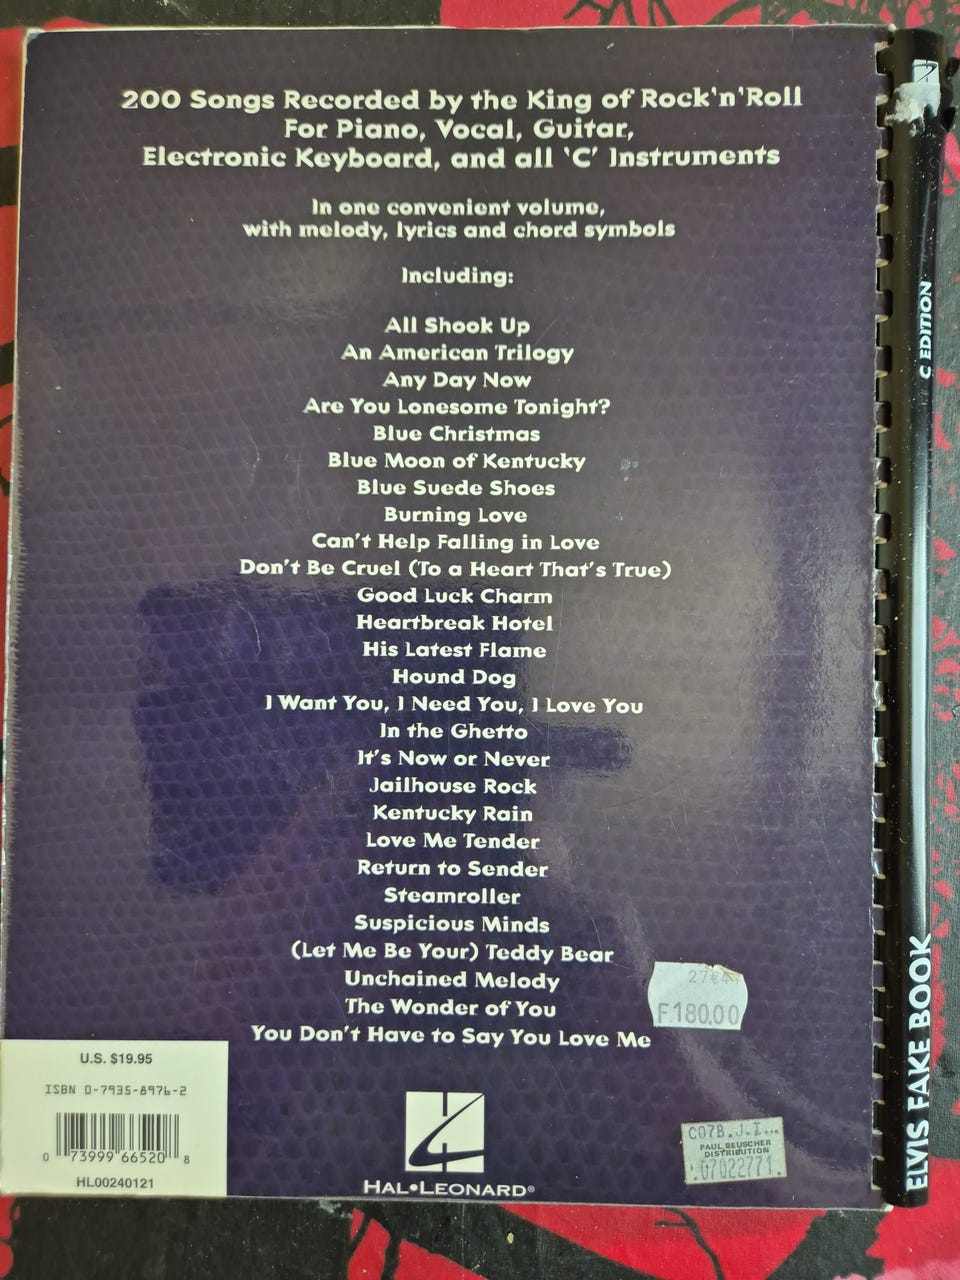 200 Songs Recorded by the King of Rock'n'Roll
For Piano, Vocal, Guitar,
Electronic Keyboard, and all 'C' Instruments
In one convenient volume,
with melody, lyrics and chord symbols
Including:
All Shook Up
An American Trilogy
Any Day Now
Are You Lonesome Tonight?
Blue Christmas
Blue Moon of Kentucky
Blue Suede Shoes
Burning Love
Can't Help Falling in Love
Don't Be Cruel (To a Heart That's True)
Good Luck Charm
Heartbreak Hotel
His Latest Flame
Hound Dog
I Want You, I Need You, I Love You
In the Ghetto
It's Now or Never
Jailhouse Rock
Kentucky Rain
Love Me Tender
Return to Sender
Steamroller
Suspicious Minds
(Let Me Be Your) Teddy Bear
Unchained Melody
The Wonder of You
You Don't Have to Say You Love Me
27€4
F180.00
U.S. $19.95
ISBN 0-7935-8976-2
0 73999 66520 8
HL00240121
HAL•LEONARD®
C07B.J.I...
PAUL BEUSCHER
DISTRIBUTION
.07022771.
ELVIS FAKE BOOK
C EDITION